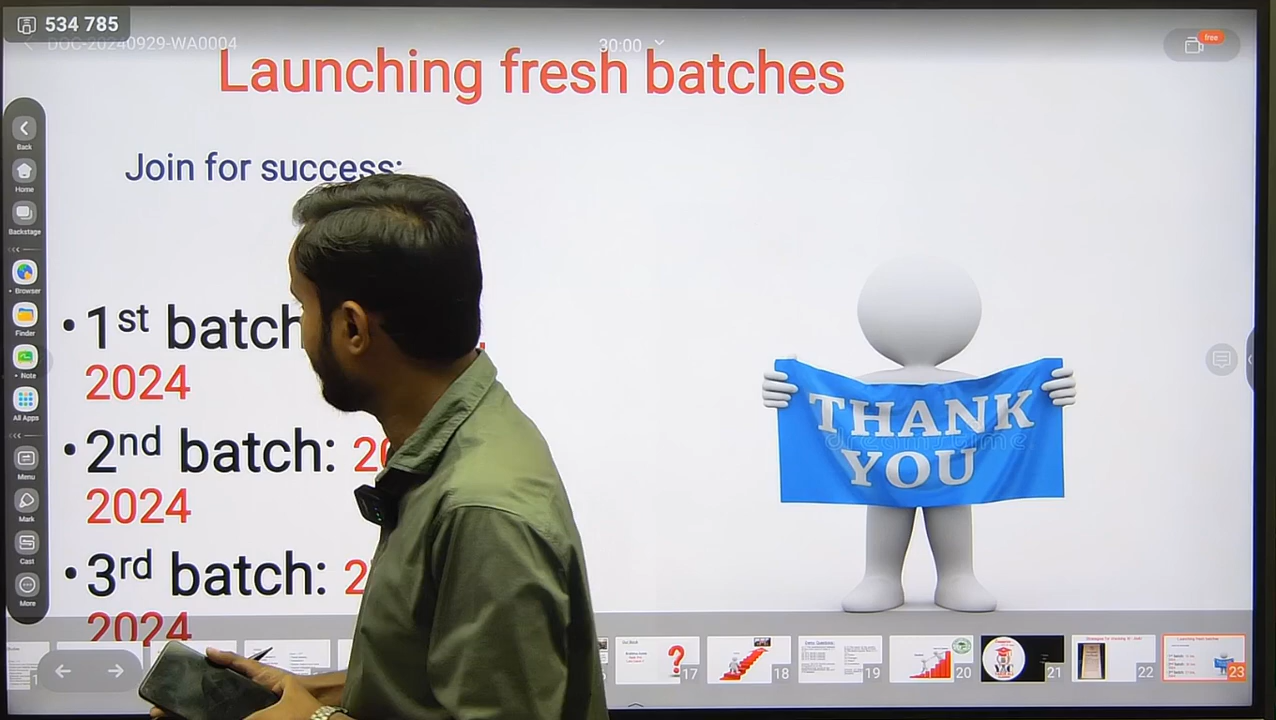 534 785
DOC-20240929-WA0004
30:00
free
Launching fresh batches
Join for success:
Back
Home
Backstage
Browser
Finder
Note
All Apps
Menu
Mark
Cast
More
• 1st batch
2024
• 2nd batch:
2024
• 3rd batch:
2024
THANK
dreamstime
YOU
17
18
19
20
21
22
23